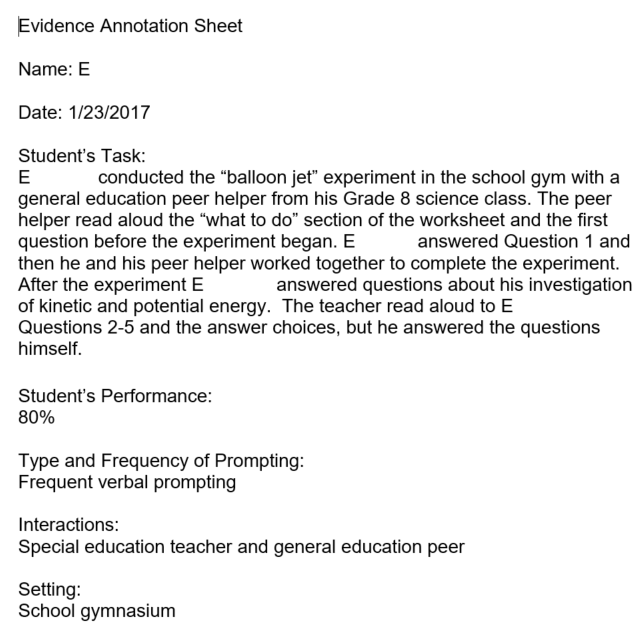 Evidence Annotation Sheet
Name: E
Date: 1/23/2017
Student’s Task:
E conducted the “balloon jet” experiment in the school gym with a
general education peer helper from his Grade 8 science class. The peer
helper read aloud the “what to do” section of the worksheet and the first
question before the experiment began. E answered Question 1 and
then he and his peer helper worked together to complete the experiment.
After the experiment E answered questions about his investigation
of kinetic and potential energy.  The teacher read aloud to E
Questions 2-5 and the answer choices, but he answered the questions
himself.
Student’s Performance:
80%
Type and Frequency of Prompting:
Frequent verbal prompting
Interactions:
Special education teacher and general education peer
Setting:
School gymnasium